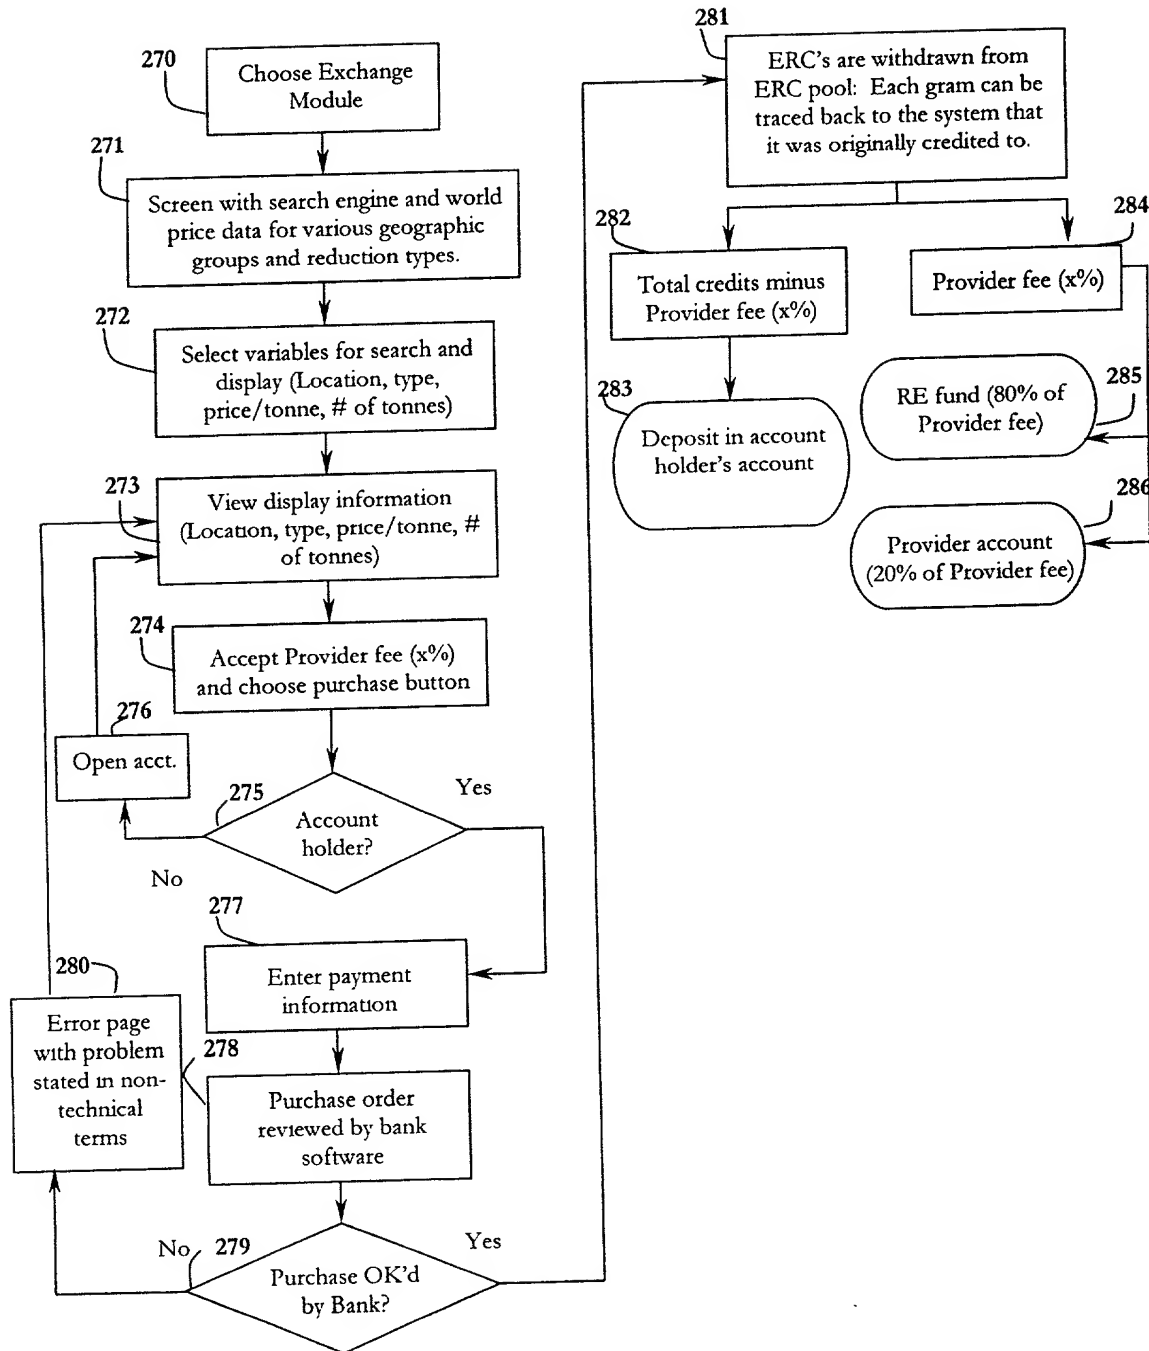 270
Choose Exchange
Module
271
Screen with search engine and world
price data for various geographic
groups and reduction types.
272
Select variables for search and
display (Location, type,
price/tonne, # of tonnes)
273
View display information
(Location, type, price/tonne, #
of tonnes)
274
Accept Provider fee (x%)
and choose purchase button
276
Open acct.
275
Account
holder?
Yes
No
277
Enter payment
information
280
Error page
with problem
stated in non-
technical
terms
278
Purchase order
reviewed by bank
software
No
279
Yes
Purchase OK'd
by Bank?
281
ERC's are withdrawn from
ERC pool: Each gram can be
traced back to the system that
it was originally credited to.
282
Total credits minus
Provider fee (x%)
284
Provider fee (x%)
283
Deposit in account
holder's account
285
RE fund (80% of
Provider fee)
286
Provider account
(20% of Provider fee)